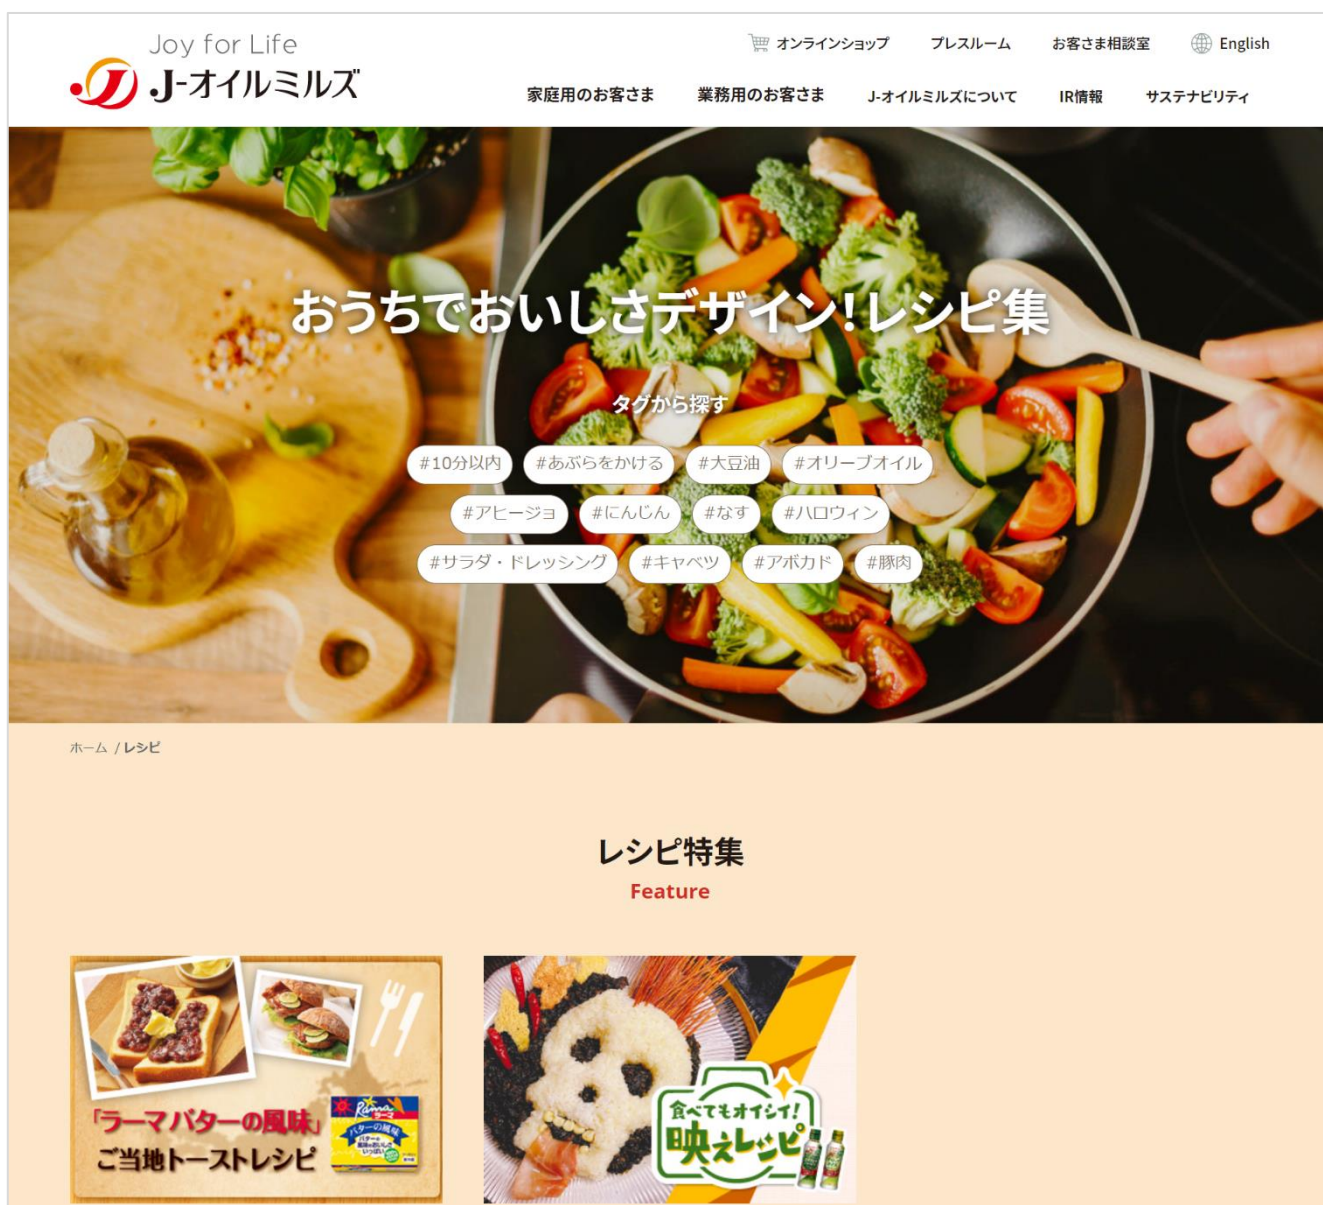 Joy for Life
J-オイルミルズ
オンラインショップ プレスルーム お客さま相談室 English
家庭用のお客さま 業務用のお客さま J-オイルミルズについて IR情報 サステナビリティ
おうちでおいしさデザイン!レシピ集
タグから探す
#10分以内 #あぶらをかける #大豆油 #オリーブオイル
#アヒージョ #にんじん #なす #ハロウィン
#サラダ・ドレッシング #キャベツ #アボカド #豚肉
ホーム / レシピ
レシピ特集
Feature
「ラーマバターの風味」
ご当地トーストレシピ
Rama
ラーマ
バターの風味
食べてもオイシイ!
映えレシピ